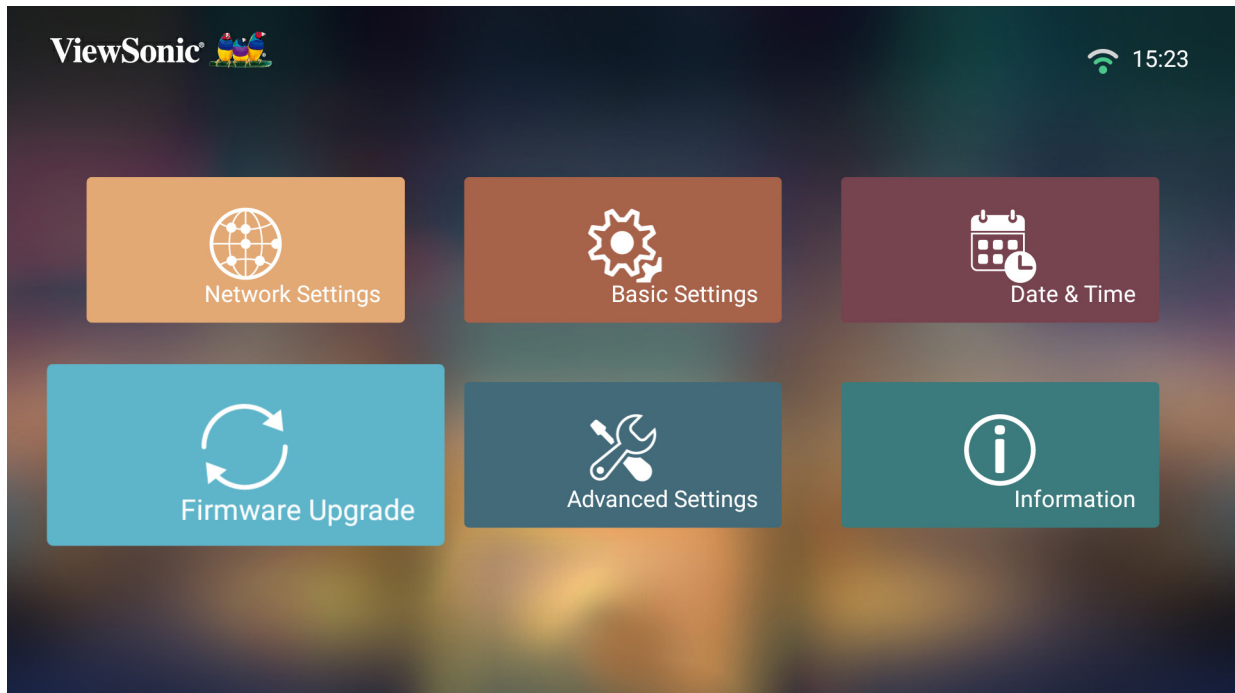 ViewSonic®
15:23
Network Settings
Basic Settings
Date & Time
Firmware Upgrade
Advanced Settings
Information